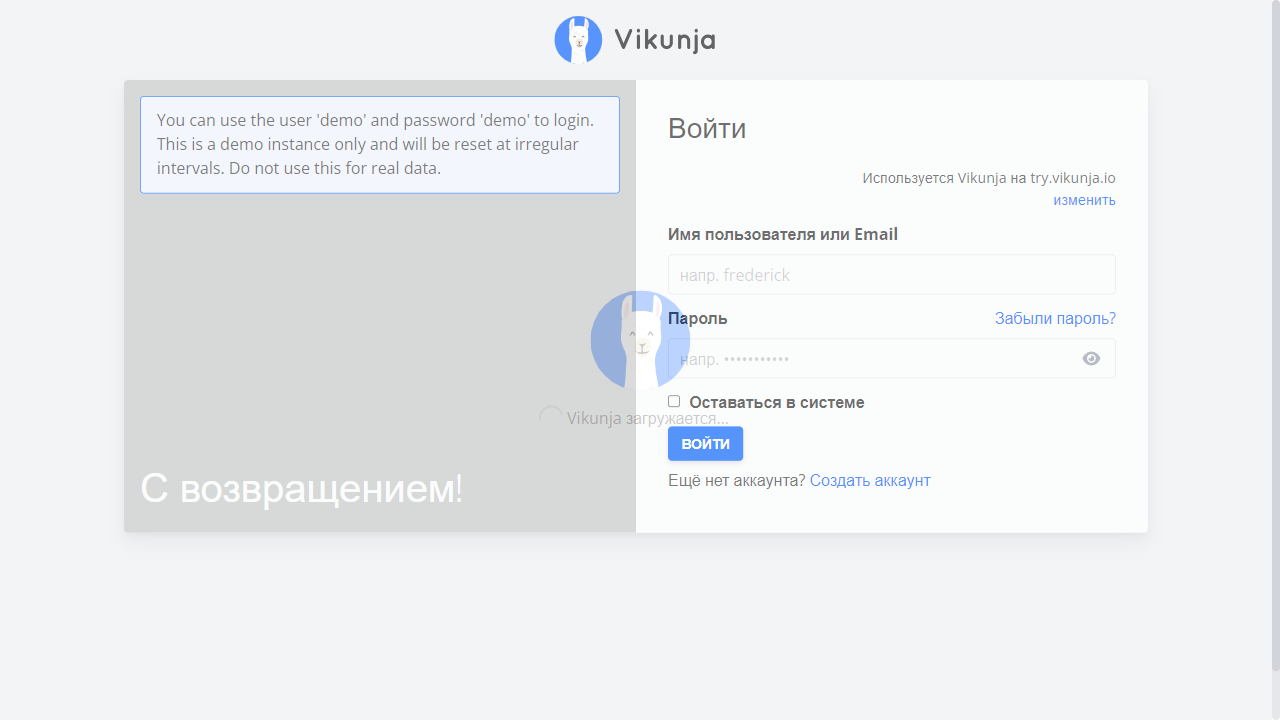 Vikunja
You can use the user 'demo' and password 'demo' to login.
This is a demo instance only and will be reset at irregular
intervals. Do not use this for real data.
С возвращением!
Войти
Используется Vikunja на try.vikunja.io
изменить
Имя пользователя или Email
напр. frederick
Пароль
Забыли пароль?
напр. •••••••••••
Оставаться в системе
Vikunja загружается...
ВОЙТИ
Ещё нет аккаунта? Создать аккаунт